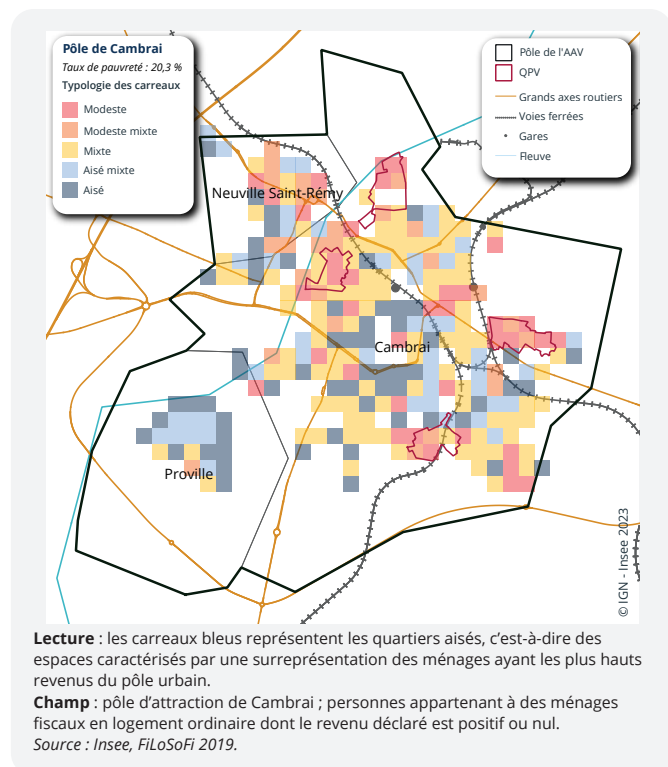 Pôle de Cambrai
Taux de pauvreté : 20,3 %
Typologie des carreaux
Modeste
Modeste mixte
Mixte
Aisé mixte
Aisé
Pôle de l'AAV
QPV
Grands axes routiers
Voies ferrées
Gares
Fleuve
Neuville Saint-Rémy
Cambrai
Proville
© IGN - Insee 2023
Lecture : les carreaux bleus représentent les quartiers aisés, c'est-à-dire des
espaces caractérisés par une surreprésentation des ménages ayant les plus hauts
revenus du pôle urbain.
Champ : pôle d'attraction de Cambrai ; personnes appartenant à des ménages
fiscaux en logement ordinaire dont le revenu déclaré est positif ou nul.
Source : Insee, FiLoSoFi 2019.